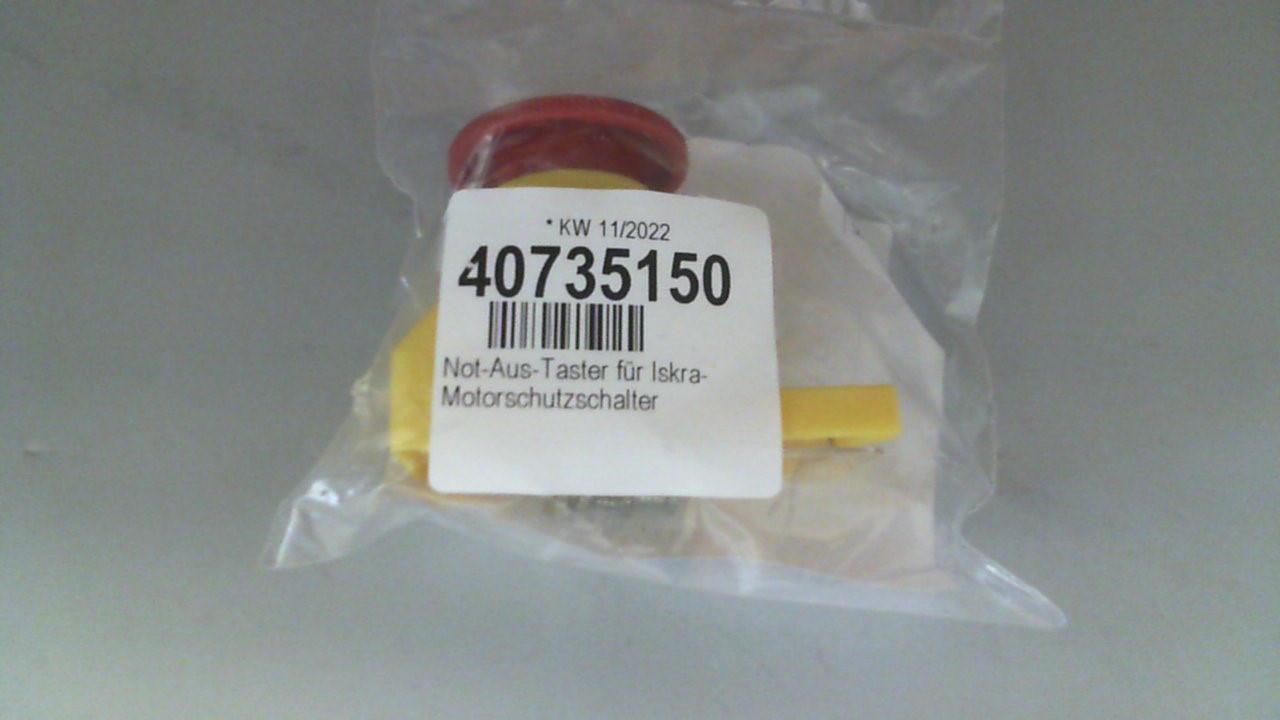 * KW 11/2022
40735150
Not-Aus-Taster für Iskra-
Motorschutzschalter